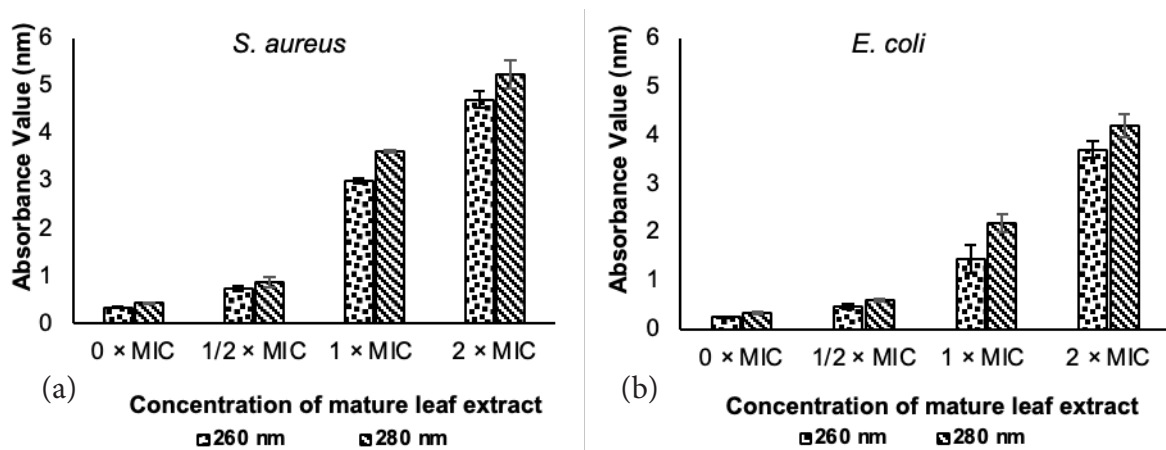 S. aureus
Absorbance Value (nm)
6
5
4
3
2
1
0
0 × MIC 1/2 × MIC 1 × MIC 2 × MIC
(a)
Concentration of mature leaf extract
260 nm 280 nm
E. coli
Absorbance Value (nm)
6
5
4
3
2
1
0
0 × MIC 1/2 × MIC 1 × MIC 2 × MIC
(b)
Concentration of mature leaf extract
260 nm 280 nm